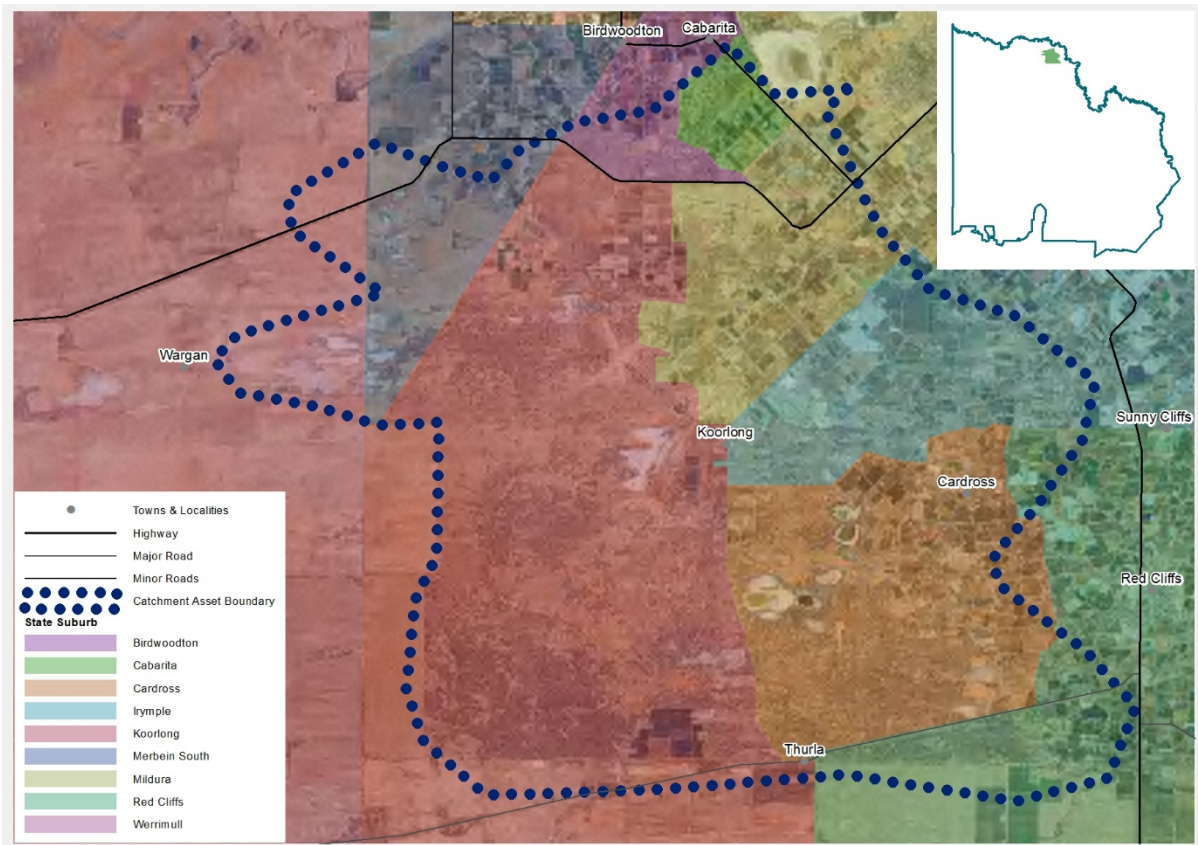 Birdwoodton
Cabarita
Wargan
Koorlong
Sunny Cliffs
Cardross
Red Cliffs
Thurla
Towns & Localities
Highway
Major Road
Minor Roads
Catchment Asset Boundary
State Suburb
Birdwoodton
Cabarita
Cardross
Irymple
Koorlong
Merbein South
Mildura
Red Cliffs
Werrimull